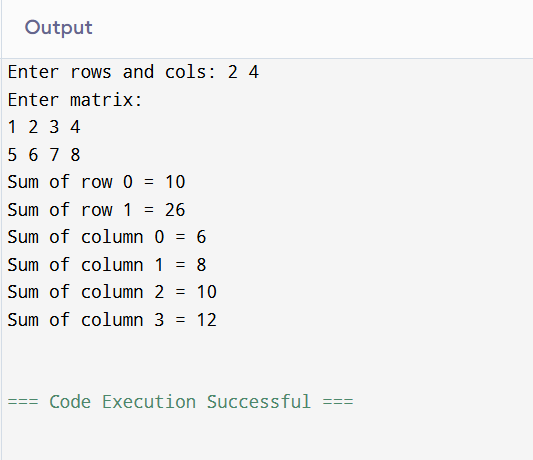 Output
Enter rows and cols: 2 4
Enter matrix:
1 2 3 4
5 6 7 8
Sum of row 0 = 10
Sum of row 1 = 26
Sum of column 0 = 6
Sum of column 1 = 8
Sum of column 2 = 10
Sum of column 3 = 12
=== Code Execution Successful ===